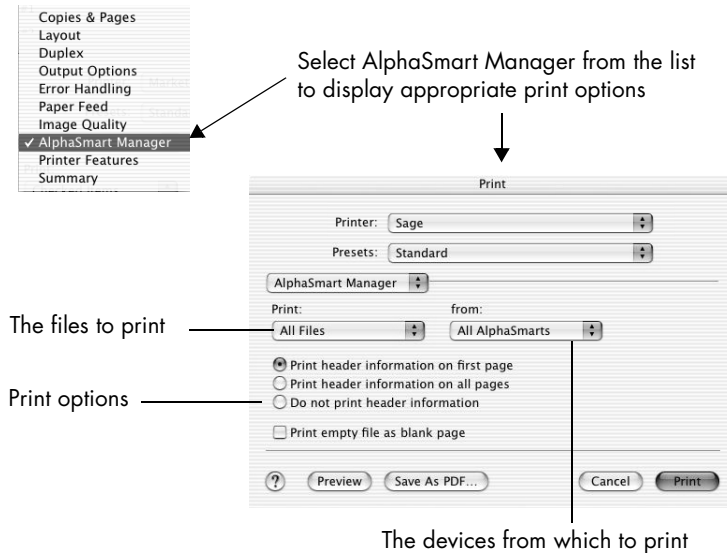 Copies & Pages
Layout
Duplex
Output Options
Error Handling
Paper Feed
Image Quality
✓ AlphaSmart Manager
Printer Features
Summary
Select AlphaSmart Manager from the list
to display appropriate print options
Print
Printer: Sage
Presets: Standard
AlphaSmart Manager
Print: from:
The files to print
All Files All AlphaSmarts
Print header information on first page
Print header information on all pages
Print options
Do not print header information
Print empty file as blank page
? Preview Save As PDF... Cancel Print
The devices from which to print